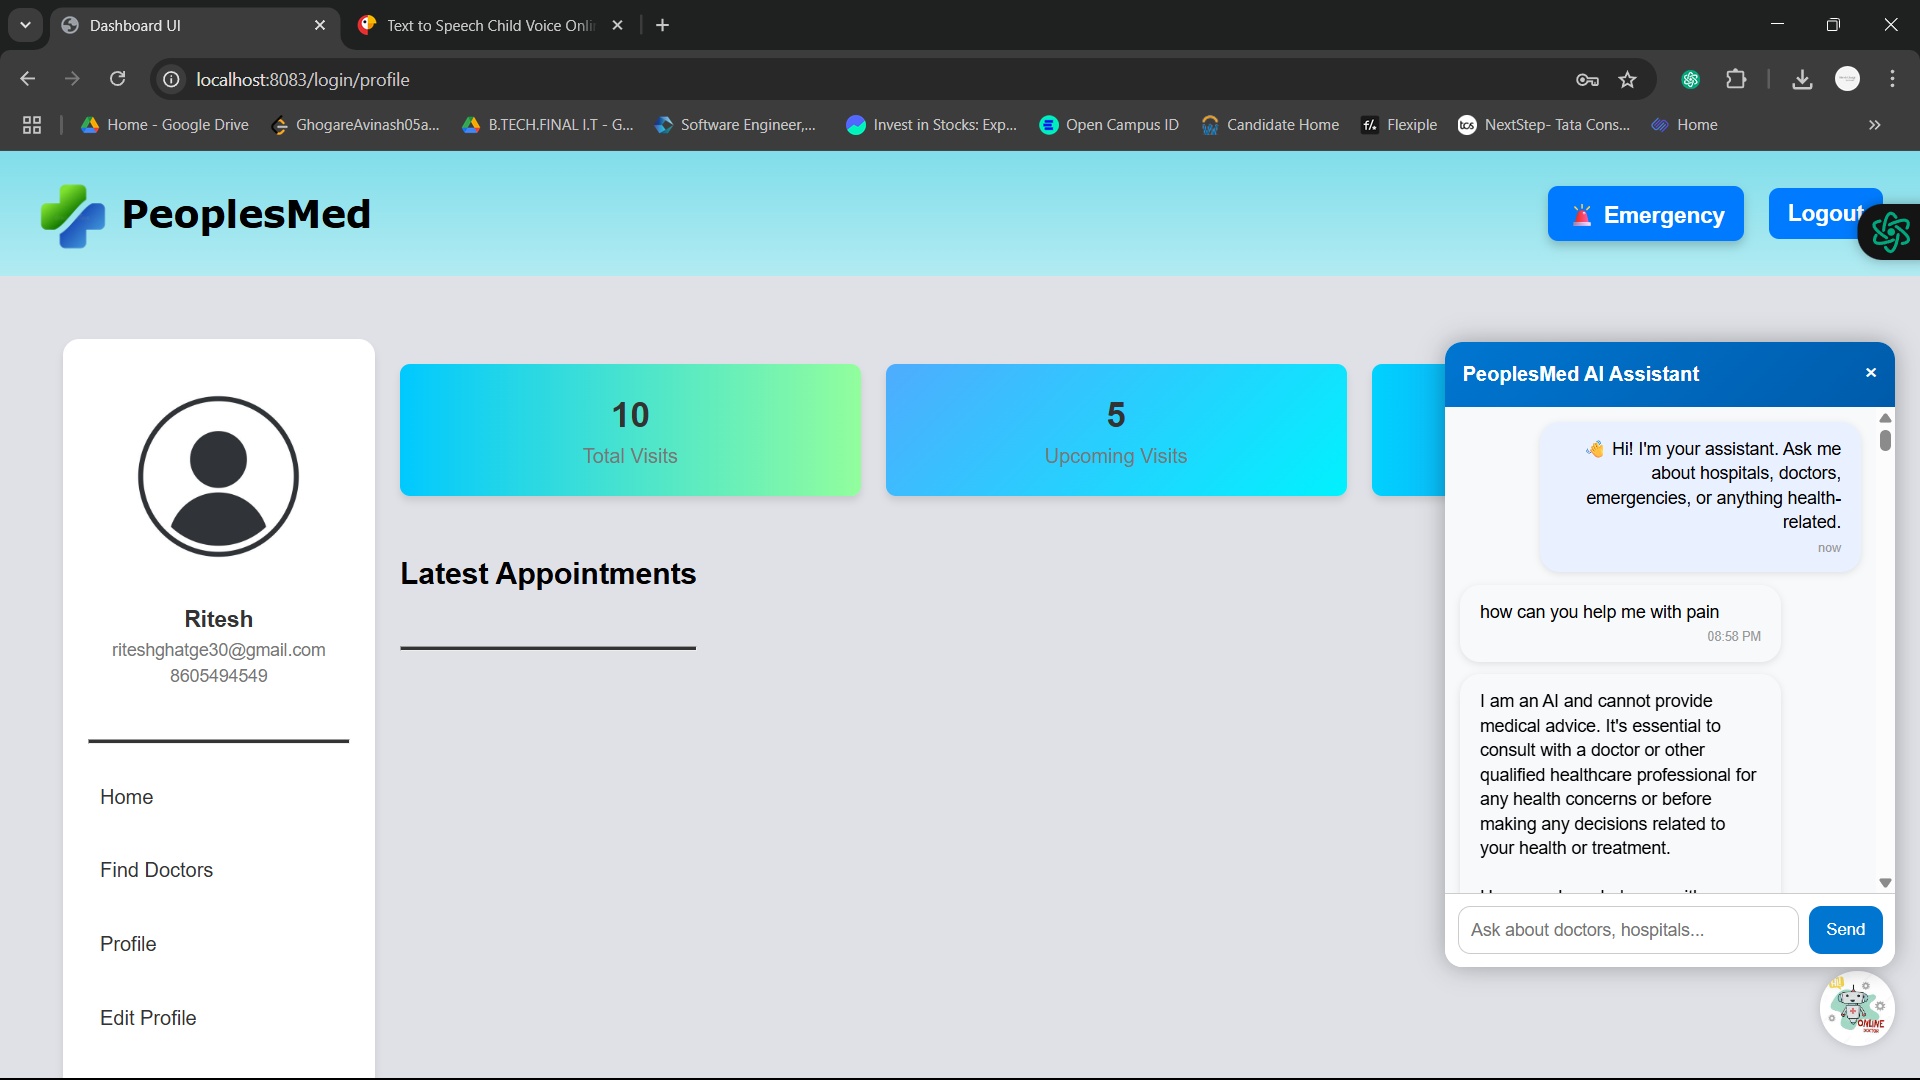 Dashboard UI
Text to Speech Child Voice Onli
localhost:8083/login/profile
Home - Google Drive
GhogareAvinash05a...
B.TECH.FINAL I.T - G...
Software Engineer,...
Invest in Stocks: Exp...
Open Campus ID
Candidate Home
f/. Flexiple
tcs NextStep- Tata Cons...
Home
PeoplesMed
Emergency
Logout
Ritesh
riteshghatge30@gmail.com
8605494549
Home
Find Doctors
Profile
Edit Profile
10
Total Visits
5
Upcoming Visits
Latest Appointments
PeoplesMed AI Assistant
👋 Hi! I'm your assistant. Ask me
about hospitals, doctors,
emergencies, or anything health-
related.
now
how can you help me with pain
08:58 PM
I am an AI and cannot provide
medical advice. It's essential to
consult with a doctor or other
qualified healthcare professional for
any health concerns or before
making any decisions related to
your health or treatment.
Ask about doctors, hospitals...
Send
ONLINE
DOCTOR